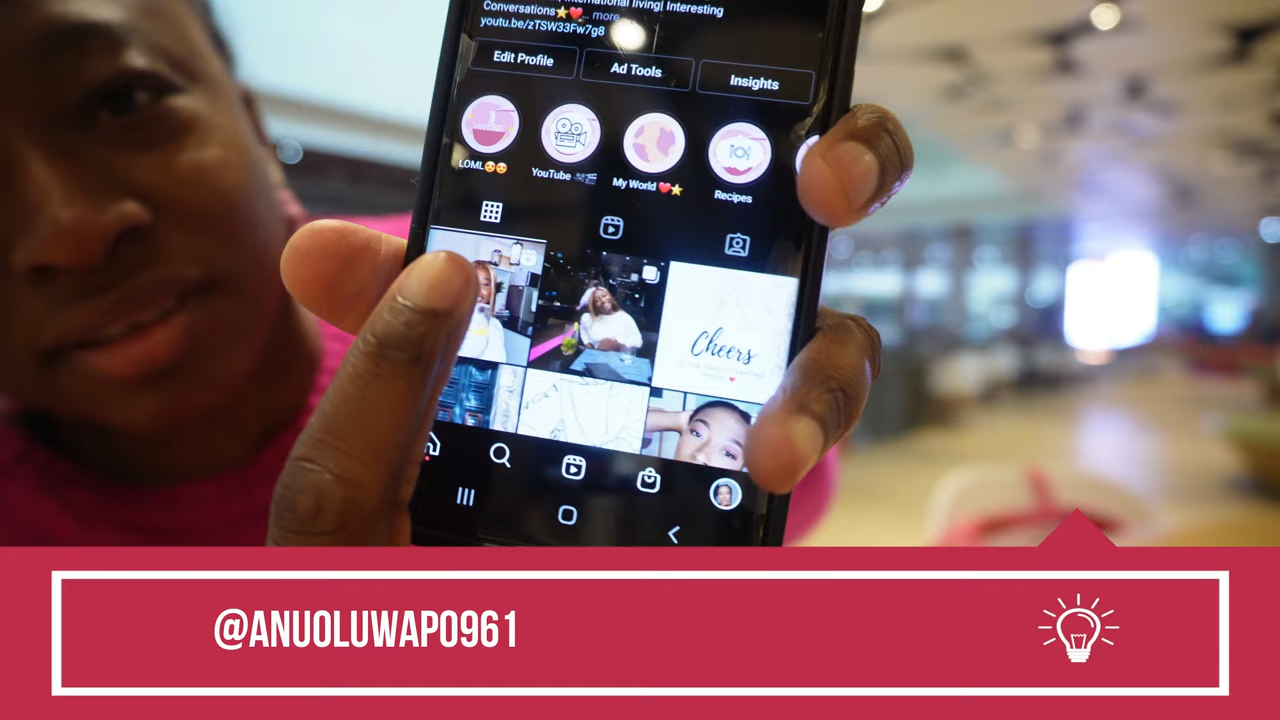 International living| Interesting
Conversations⭐❤️... more
youtu.be/zTSW33Fw7g8
Edit Profile
Ad Tools
Insights
LOML😍😍
YouTube 🎥🎬
My World ❤️⭐
Recipes
Cheers
@ANUOLUWAPO961